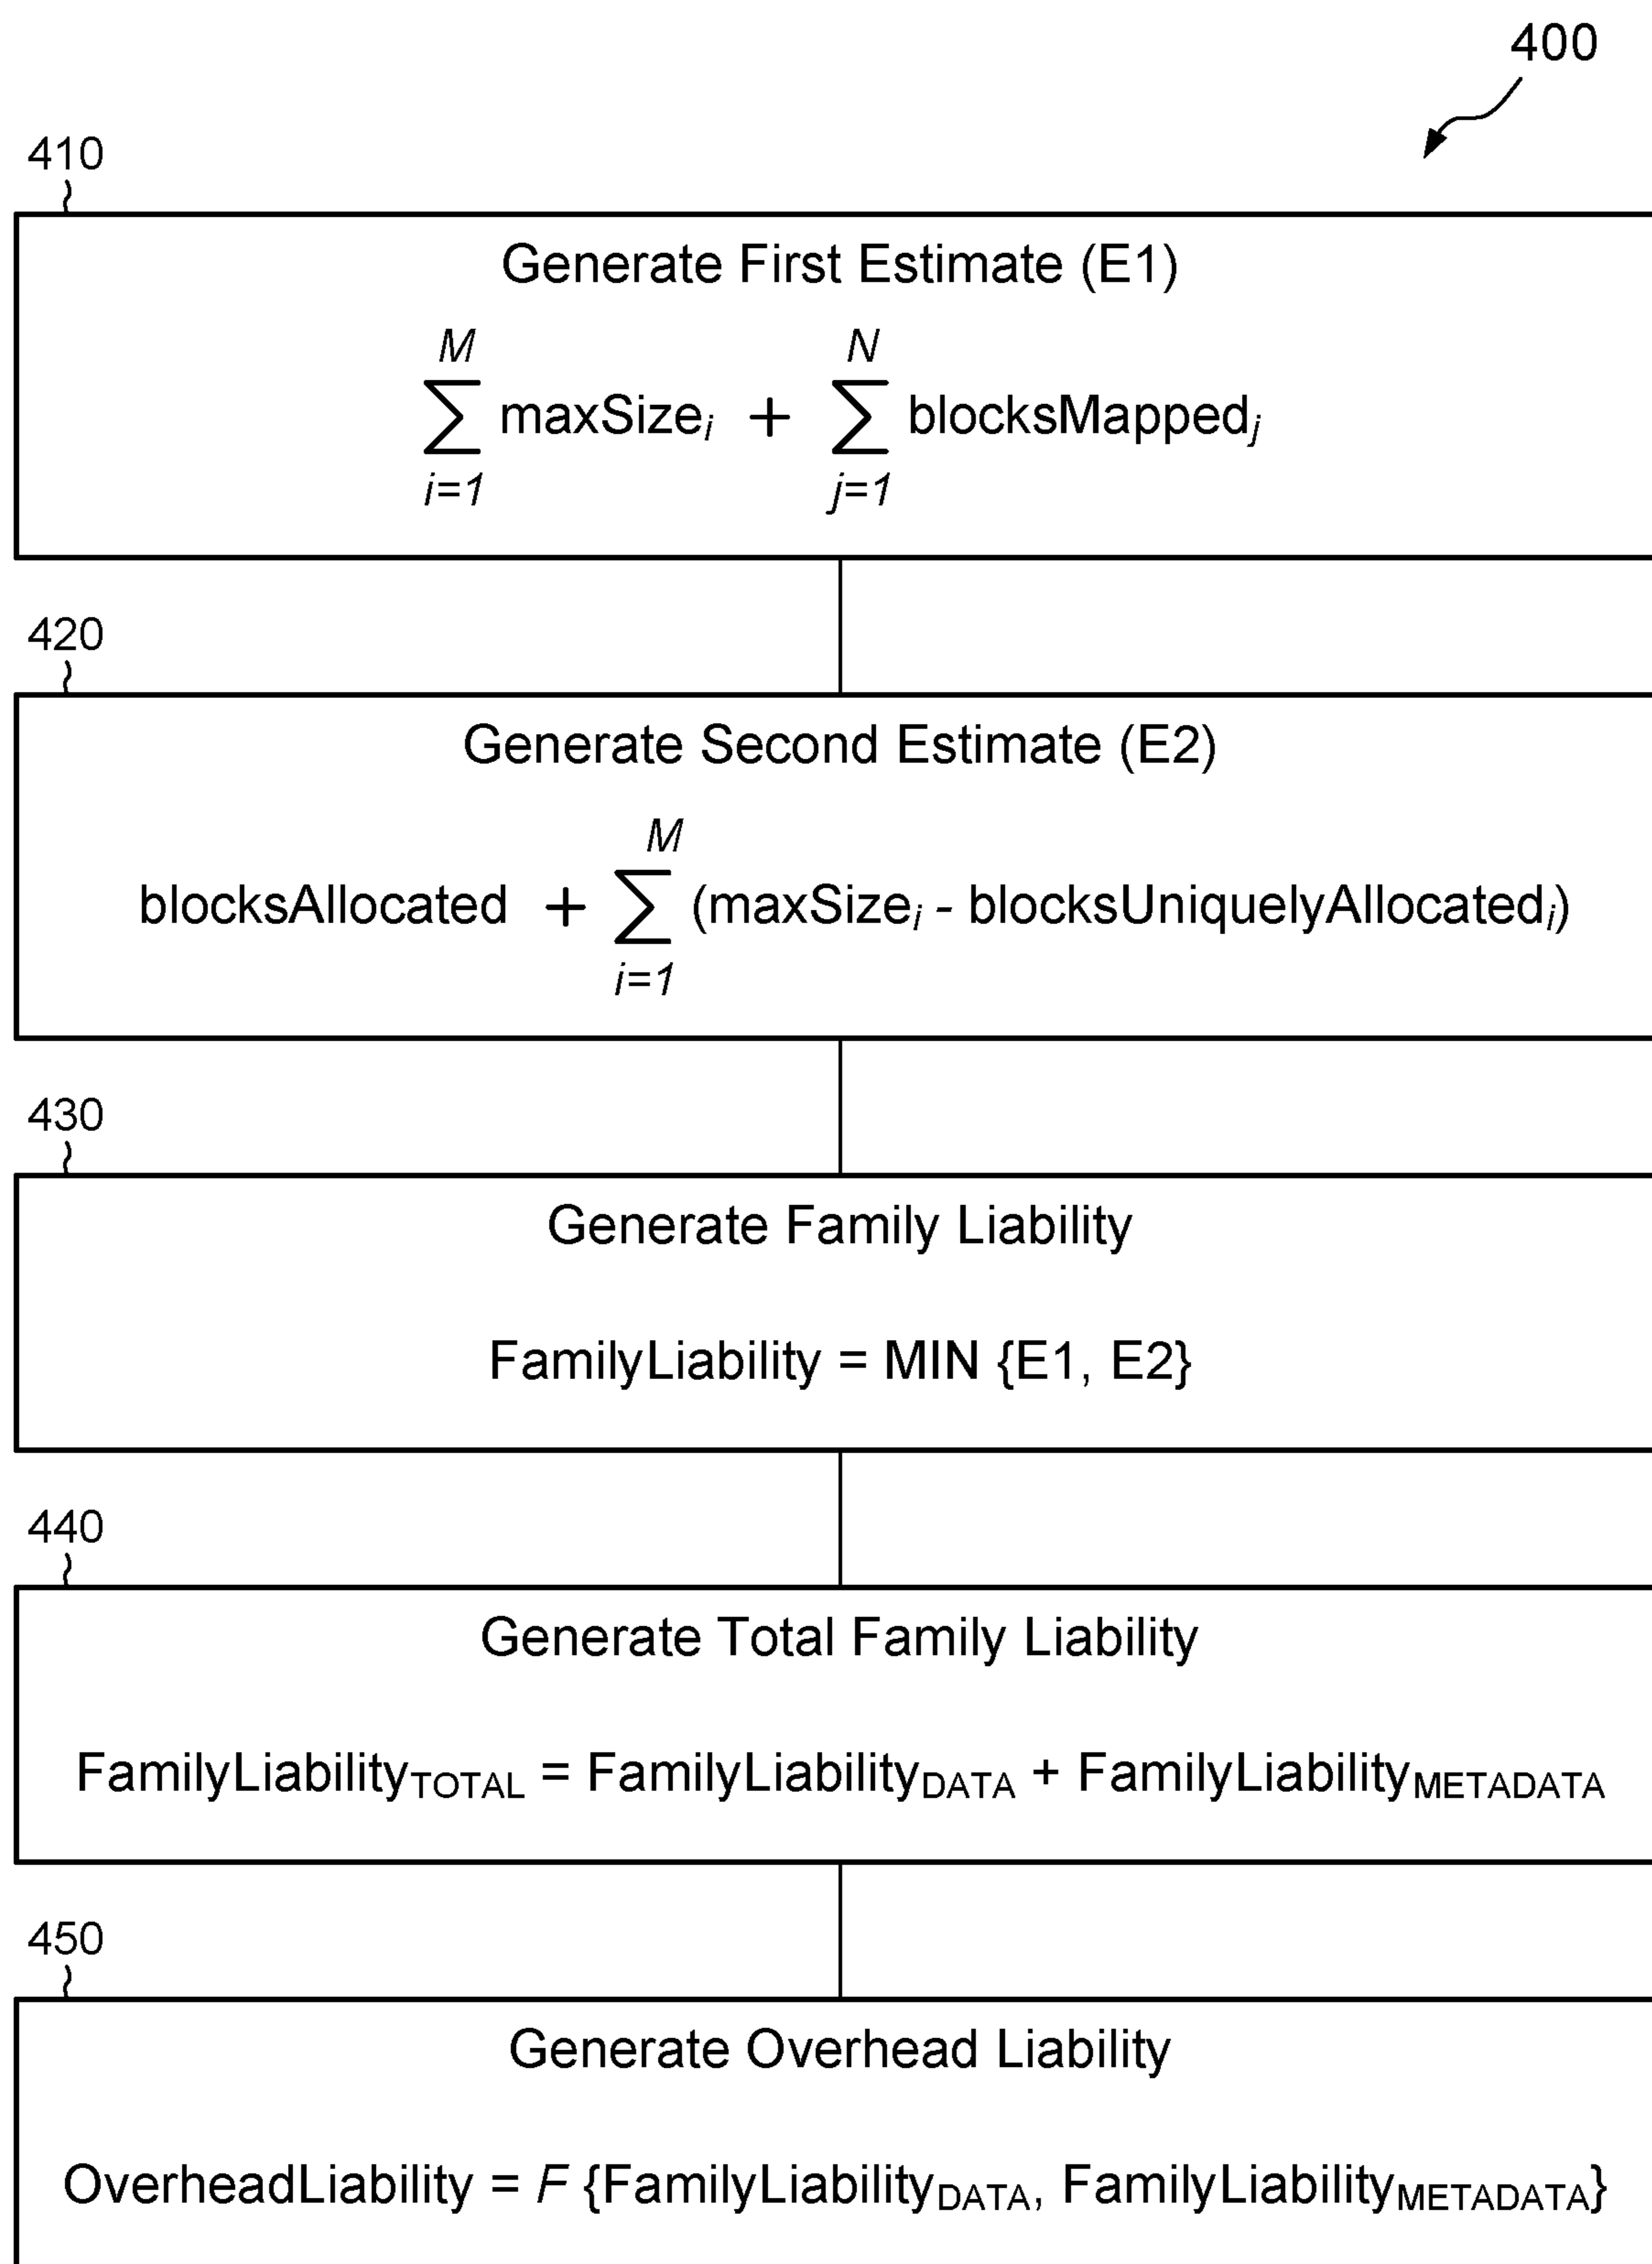 400
410
Generate First Estimate (E1)
M N
∑ maxSizeᵢ + ∑ blocksMappedⱼ
i=1 j=1
420
Generate Second Estimate (E2)
M
blocksAllocated + ∑ (maxSizeᵢ - blocksUniquelyAllocatedᵢ)
i=1
430
Generate Family Liability
FamilyLiability = MIN {E1, E2}
440
Generate Total Family Liability
FamilyLiabilityTOTAL = FamilyLiabilityDATA + FamilyLiabilityMETADATA
450
Generate Overhead Liability
OverheadLiability = F {FamilyLiabilityDATA, FamilyLiabilityMETADATA}